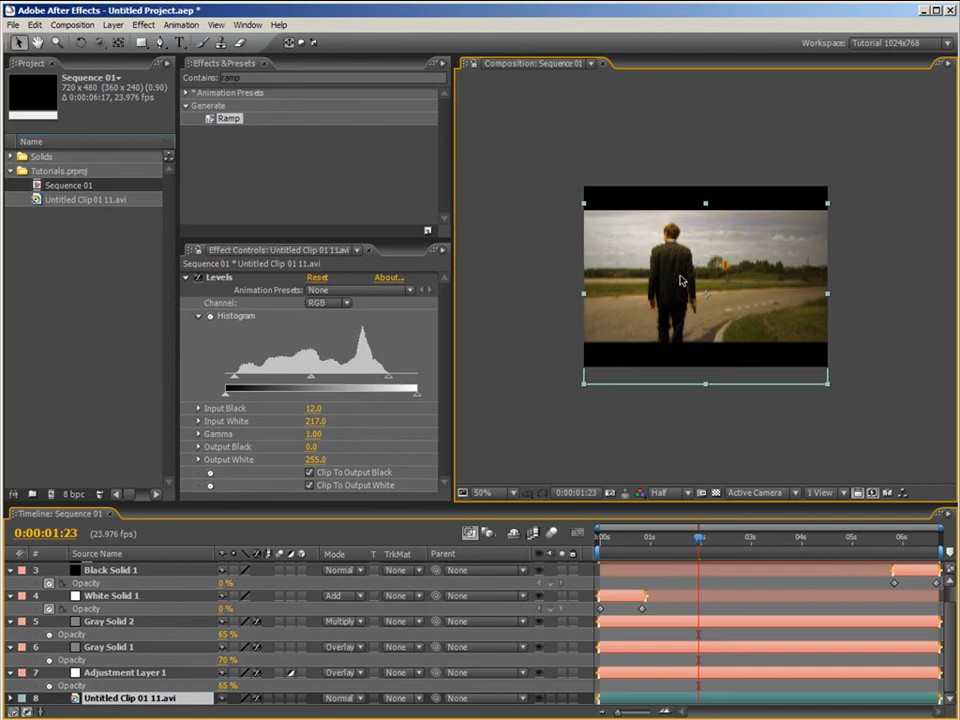 Adobe After Effects - Untitled Project.aep *
File Edit Composition Layer Effect Animation View Window Help
Workspace: Tutorial 1024x768
Project
Sequence 01
720 x 480 (360 x 240) (0.90)
Δ 0:00:06:17, 23.976 fps
Name
Solids
Tutorials.prproj
Sequence 01
Untitled Clip 01 11.avi
8 bpc
Effects & Presets
Contains: ramp
* Animation Presets
Generate
Ramp
Effect Controls: Untitled Clip 01 11.avi
Sequence 01 * Untitled Clip 01 11.avi
Levels Reset About...
Animation Presets: None
Channel: RGB
Histogram
Input Black 12.0
Input White 217.0
Gamma 1.00
Output Black 0.0
Output White 255.0
Clip To Output Black
Clip To Output White
Composition: Sequence 01
50% 0:00:01:23 Half Active Camera 1 View
Timeline: Sequence 01
0:00:01:23 (23.976 fps)
01s 04s 05s 06s
# Source Name Mode T TrkMat Parent
3 Black Solid 1 Normal None None
Opacity 0 %
4 White Solid 1 Add None None
Opacity 0 %
5 Gray Solid 2 Multiply None None
Opacity 65 %
6 Gray Solid 1 Overlay None None
Opacity 70 %
7 Adjustment Layer 1 Overlay None None
Opacity 65 %
8 Untitled Clip 01 11.avi Normal None None